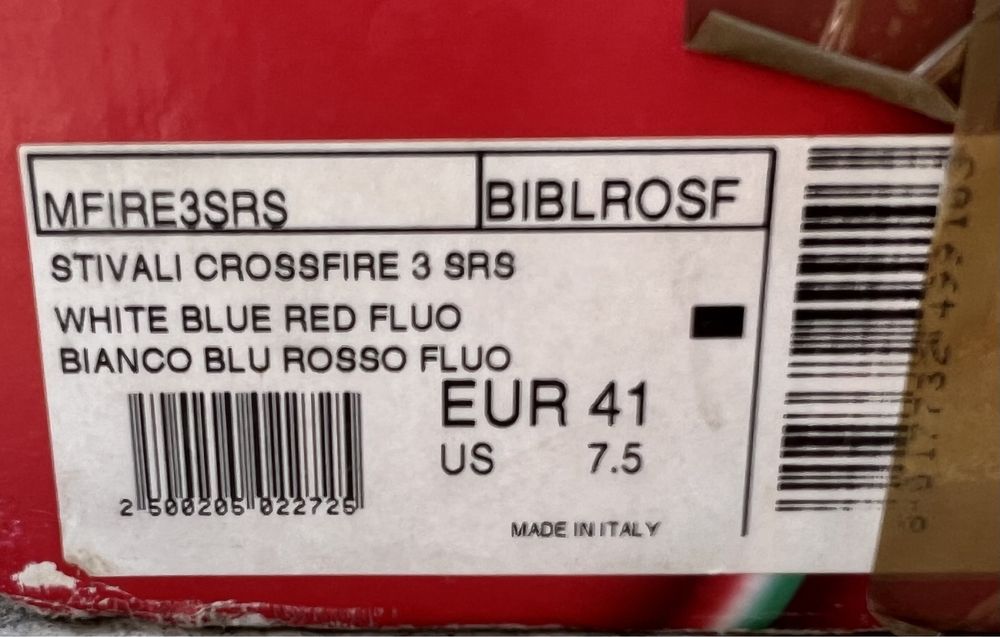 MFIRE3SRS BIBLROSF
STIVALI CROSSFIRE 3 SRS
WHITE BLUE RED FLUO
BIANCO BLU ROSSO FLUO
EUR 41
US 7.5
2 500205 022725
MADE IN ITALY